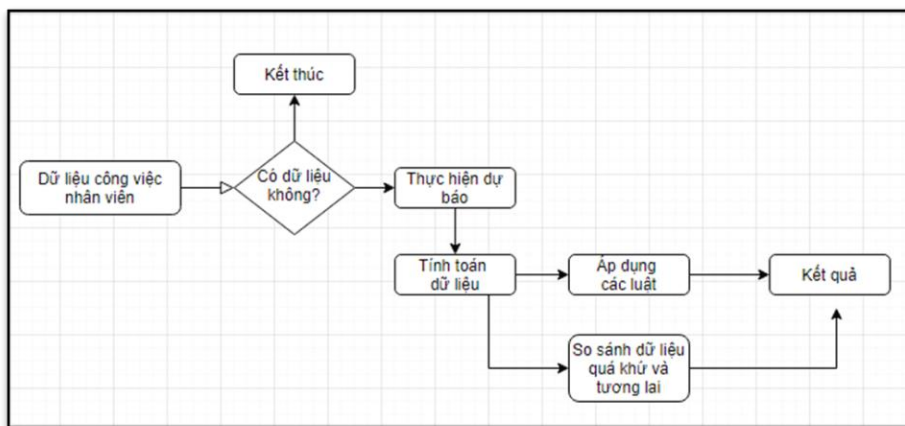 Kết thúc
Dữ liệu công việc
nhân viên
Có dữ liệu
không?
Thực hiện dự
báo
Tính toán
dữ liệu
Áp dụng
các luật
Kết quả
So sánh dữ liệu
quá khứ và
tương lai